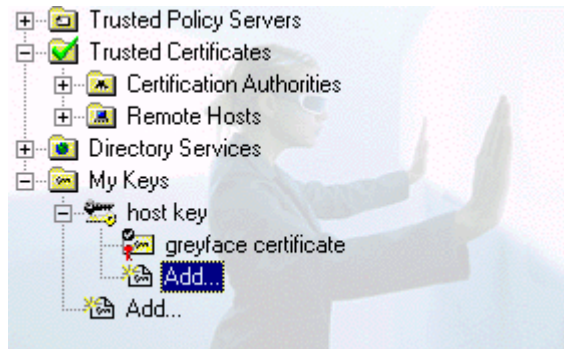 Trusted Policy Servers
Trusted Certificates
Certification Authorities
Remote Hosts
Directory Services
My Keys
host key
greyface certificate
Add...
Add...